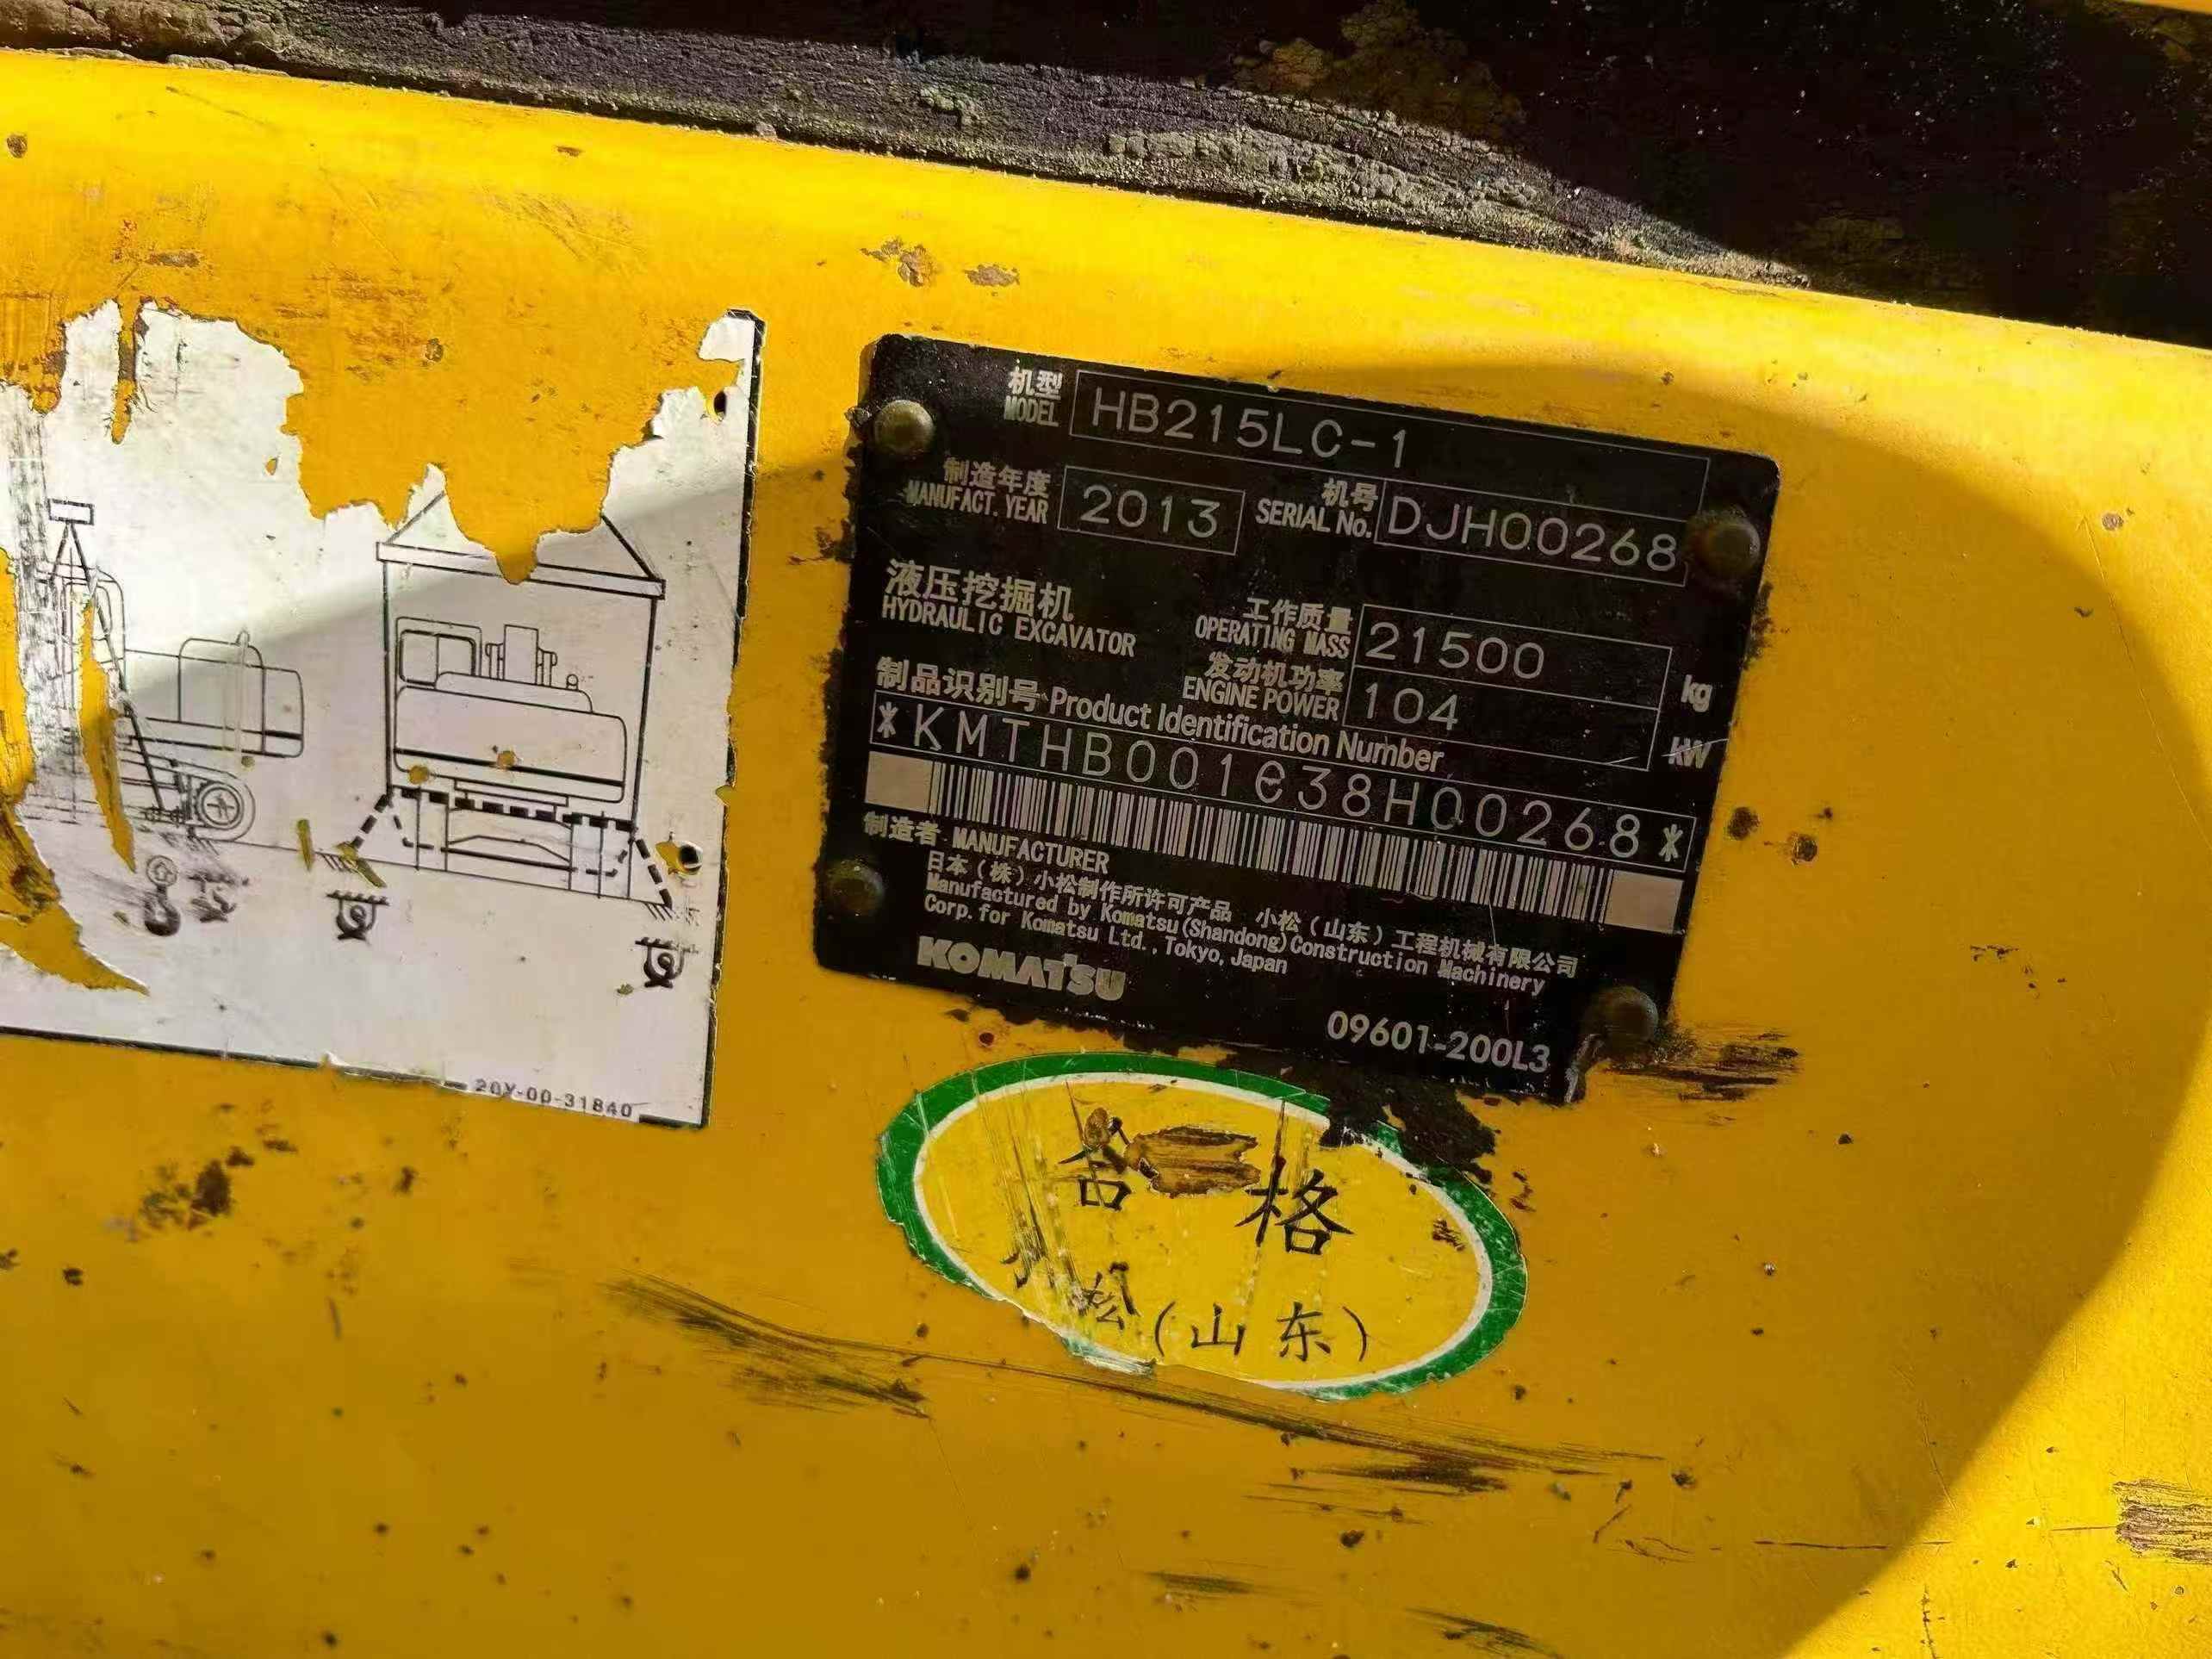 机型
MODEL HB215LC-1
制造年度 机号
MANUFACT. YEAR 2013 SERIAL No. DJH00268
液压挖掘机
HYDRAULIC EXCAVATOR
工作质量
OPERATING MASS 21500 kg
发动机功率
ENGINE POWER 104 kW
制品识别号 Product Identification Number
*KMTHB001e38H00268*
制造者 MANUFACTURER
日本（株）小松制作所许可产品 小松（山东）工程机械有限公司
Manufactured by Komatsu(Shandong)Construction Machinery
Corp. for Komatsu Ltd., Tokyo, Japan
KOMATSU
09601-200L3
20Y-00-31840
合格
小松(山东)